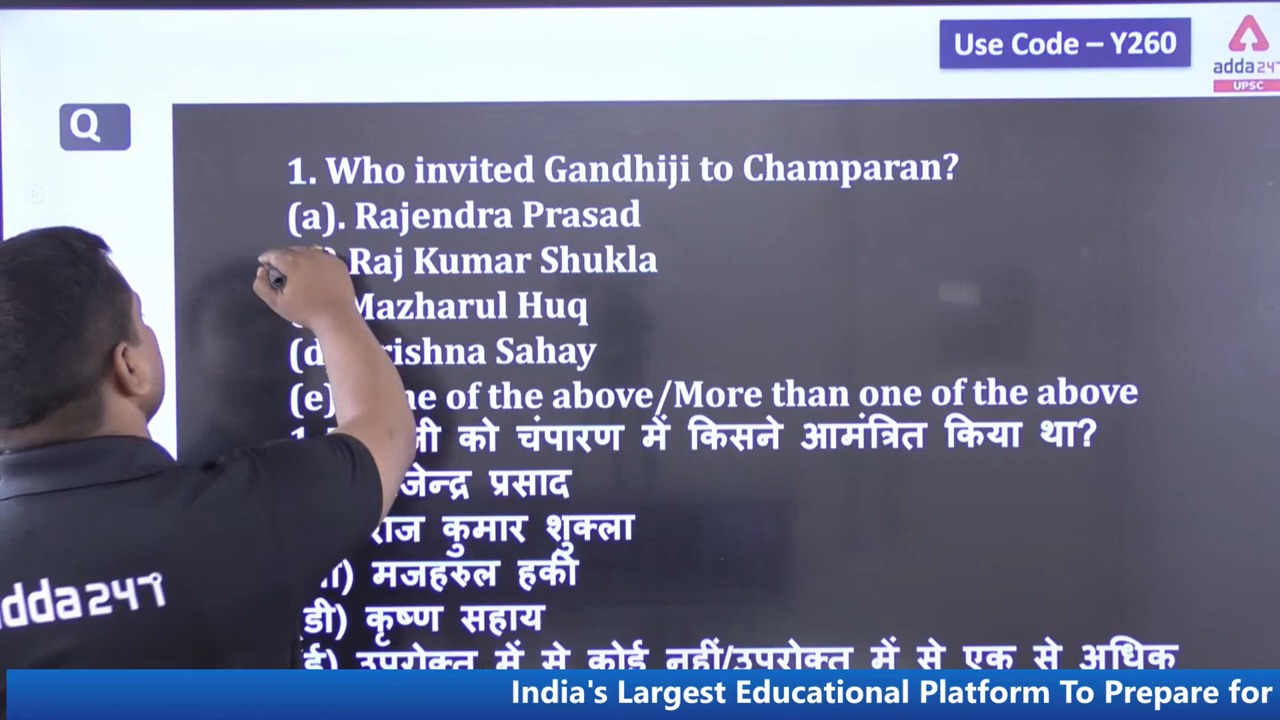 Use Code – Y260
adda247
UPSC
Q
1. Who invited Gandhiji to Champaran?
(a). Rajendra Prasad
Raj Kumar Shukla
Mazharul Huq
(d rishna Sahay
(e) ne of the above/More than one of the above
को चंपारण में किसने आमंत्रित किया था?
जेन्द्र प्रसाद
राज कुमार शुक्ला
मजहरुल हकी
डी) कृष्ण सहाय
ई) उपरोक्त में से कोई नहीं/उपरोक्त में से एक से अधिक
dda247
India's Largest Educational Platform To Prepare for